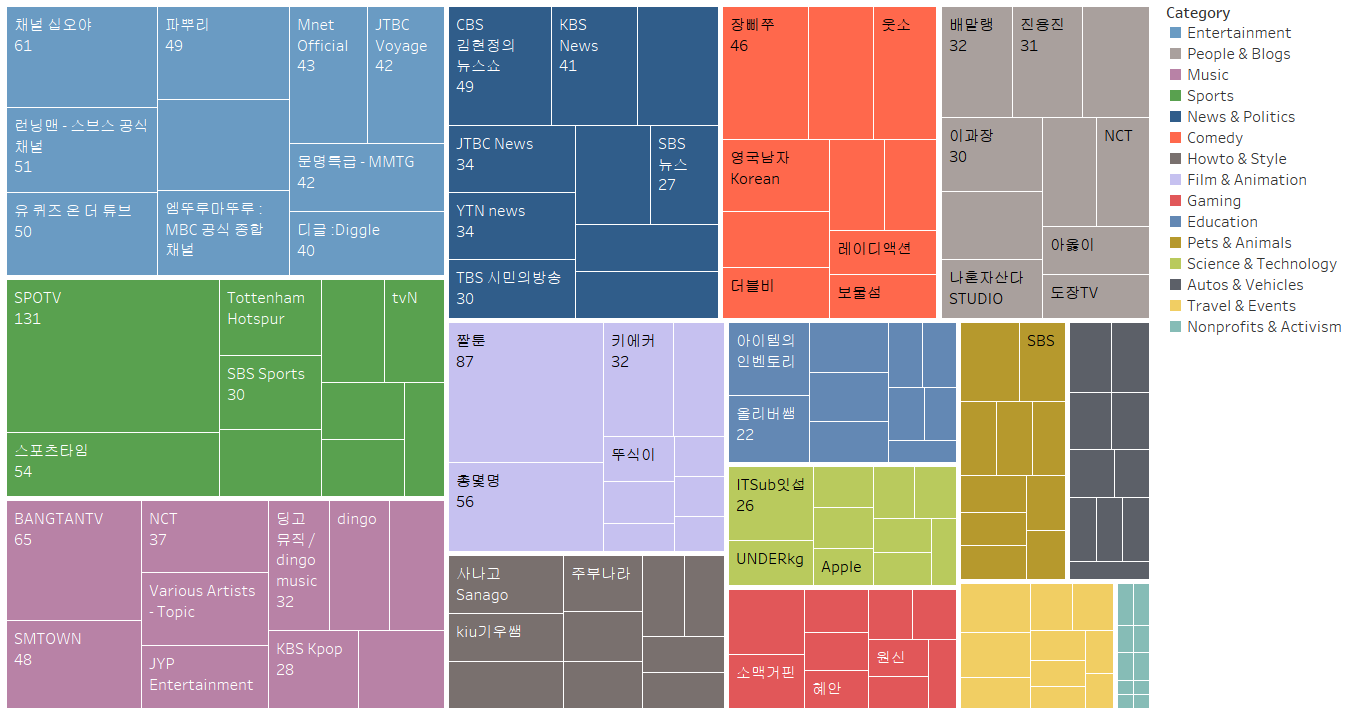 채널 십오야
61
파뿌리
49
Mnet
Official
43
JTBC
Voyage
42
런닝맨 - 스브스 공식
채널
51
문명특급 - MMTG
42
유 퀴즈 온 더 튜브
50
엠뚜루마뚜루 :
MBC 공식 종합
채널
디글 :Diggle
40
CBS
김현정의
뉴스쇼
49
KBS
News
41
JTBC News
34
SBS
뉴스
27
YTN news
34
TBS 시민의방송
30
장삐쭈
46
웃소
영국남자
Korean
레이디액션
더블비
보물섬
배말랭
32
진용진
31
이과장
30
NCT
아옳이
나혼자산다
STUDIO
도장TV
SPOTV
131
Tottenham
Hotspur
tvN
SBS Sports
30
스포츠타임
54
짤툰
87
키에커
32
뚜식이
총몇명
56
아이템의
인벤토리
올리버쌤
22
SBS
ITSub잇섭
26
UNDERkg
Apple
BANGTANTV
65
NCT
37
딩고
뮤직 /
dingo
music
32
dingo
Various Artists
- Topic
SMTOWN
48
JYP
Entertainment
KBS Kpop
28
사나고
Sanago
주부나라
kiu기우쌤
소맥거핀
원신
혜안
Category
Entertainment
People & Blogs
Music
Sports
News & Politics
Comedy
Howto & Style
Film & Animation
Gaming
Education
Pets & Animals
Science & Technology
Autos & Vehicles
Travel & Events
Nonprofits & Activism